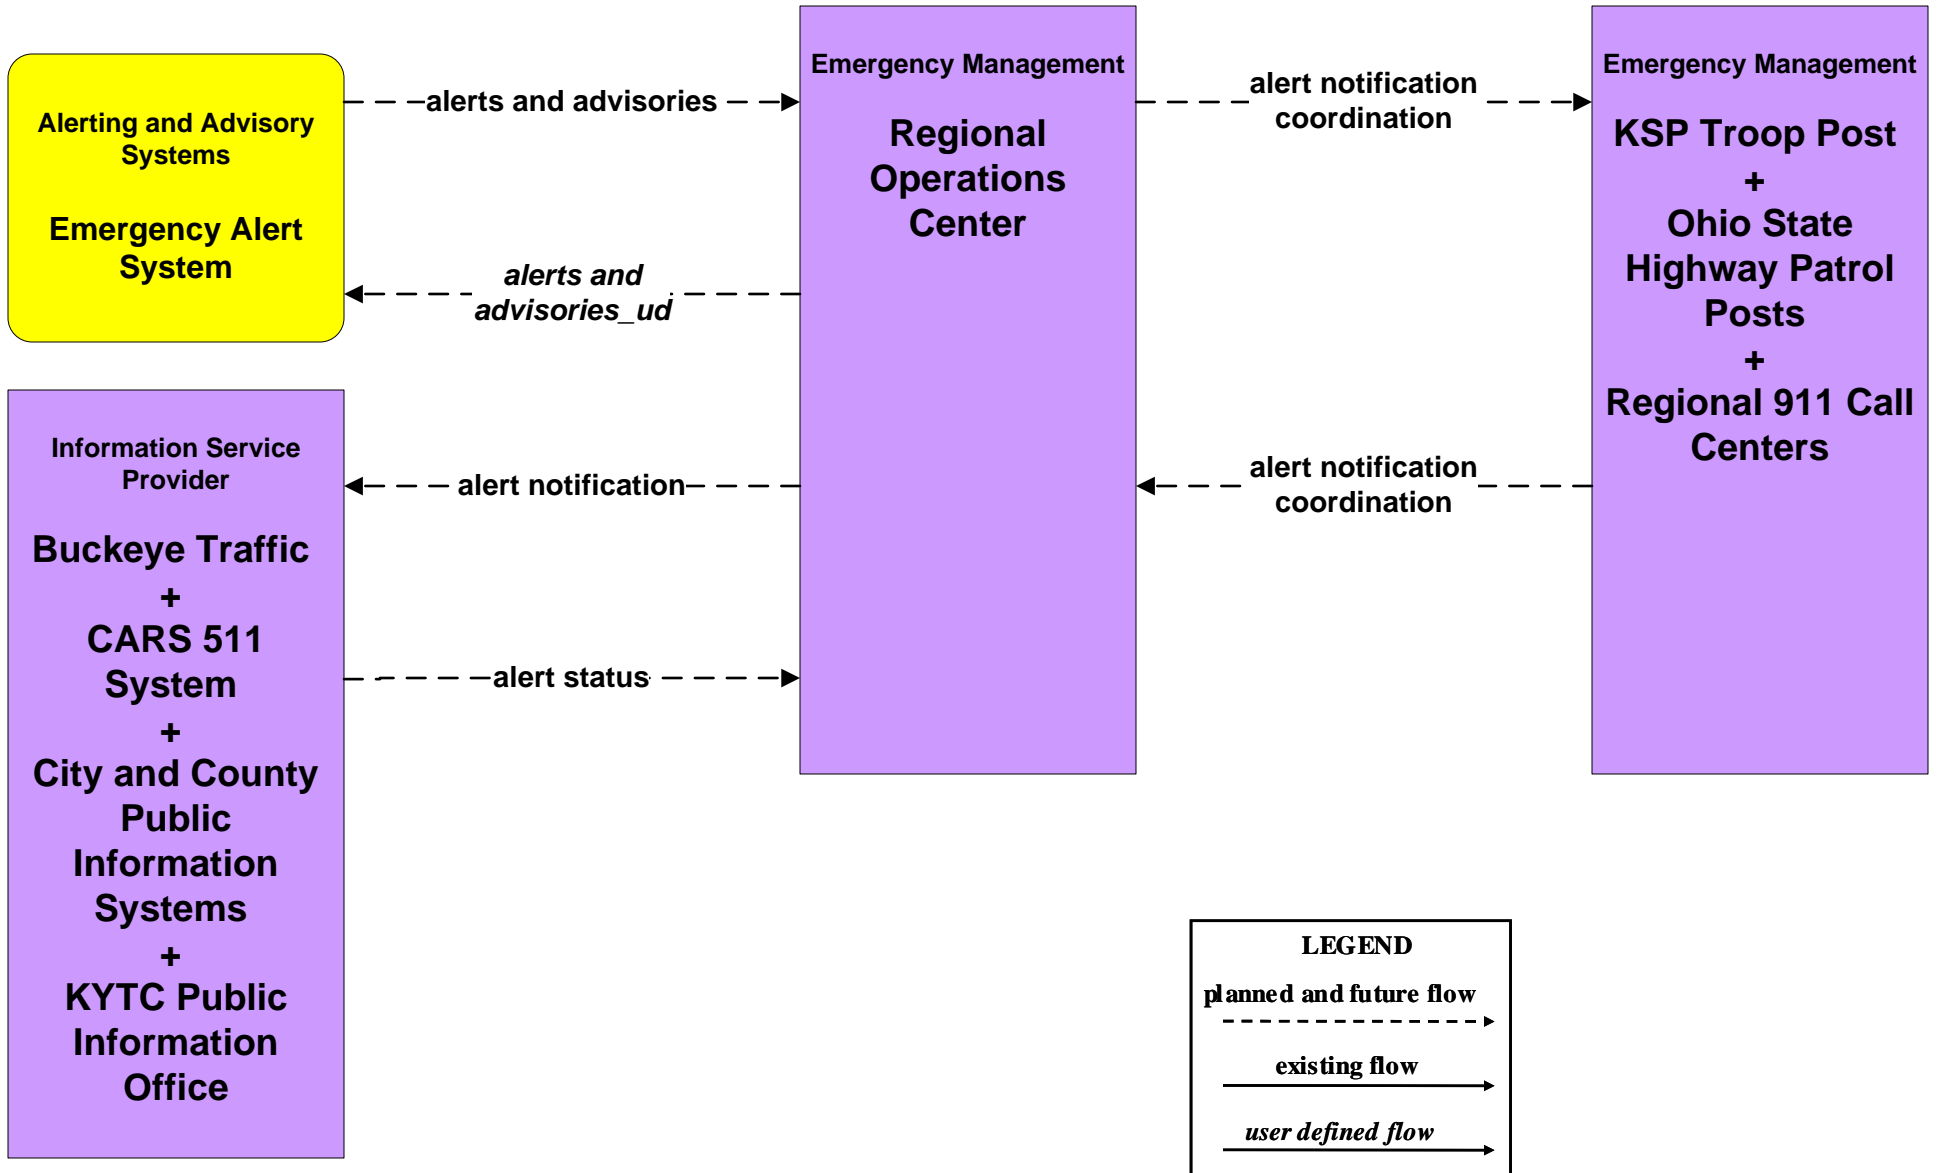 Alerting and Advisory
Systems
Emergency Alert
System
alerts and advisories
alerts and
advisories_ud
Emergency Management
Regional
Operations
Center
alert notification
coordination
alert notification
coordination
Emergency Management
KSP Troop Post
+
Ohio State
Highway Patrol
Posts
+
Regional 911 Call
Centers
Information Service
Provider
Buckeye Traffic
+
CARS 511
System
+
City and County
Public
Information
Systems
+
KYTC Public
Information
Office
alert notification
alert status
LEGEND
planned and future flow
existing flow
user defined flow